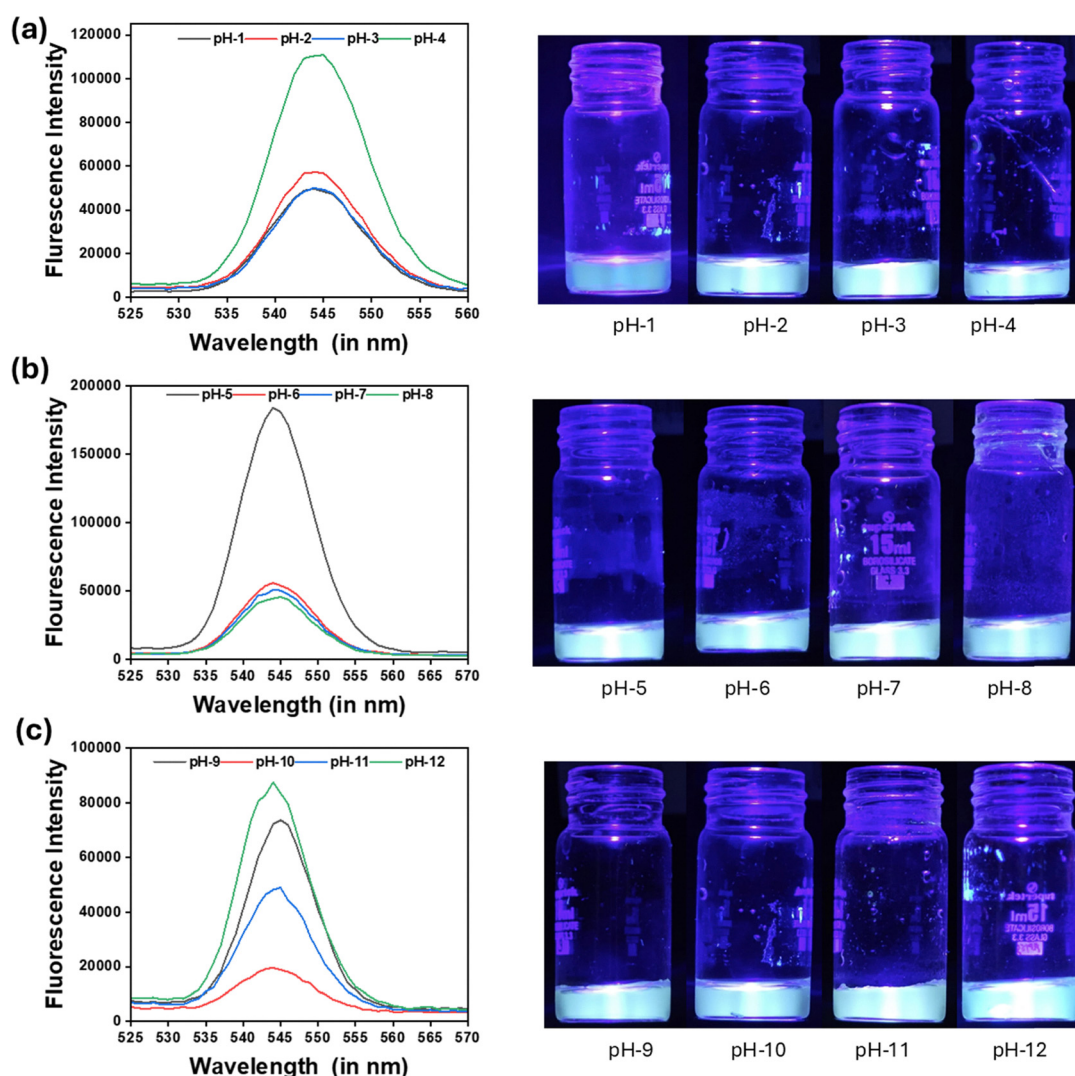 (a)
pH-1 pH-2 pH-3 pH-4
120000
100000
80000
60000
40000
20000
0
525 530 535 540 545 550 555 560
Flurescence Intensity
Wavelength (in nm)
pH-1 pH-2 pH-3 pH-4
(b)
pH-5 pH-6 pH-7 pH-8
200000
150000
100000
50000
0
525 530 535 540 545 550 555 560 565 570
Flourescence Intensity
Wavelength (in nm)
15ml
pH-5 pH-6 pH-7 pH-8
(c)
pH-9 pH-10 pH-11 pH-12
100000
80000
60000
40000
20000
0
525 530 535 540 545 550 555 560 565 570
Fluorescence Intensity
Wavelength (in nm)
supertek
15ml
BOROSILICATE
GLASS 3.3
pH-9 pH-10 pH-11 pH-12